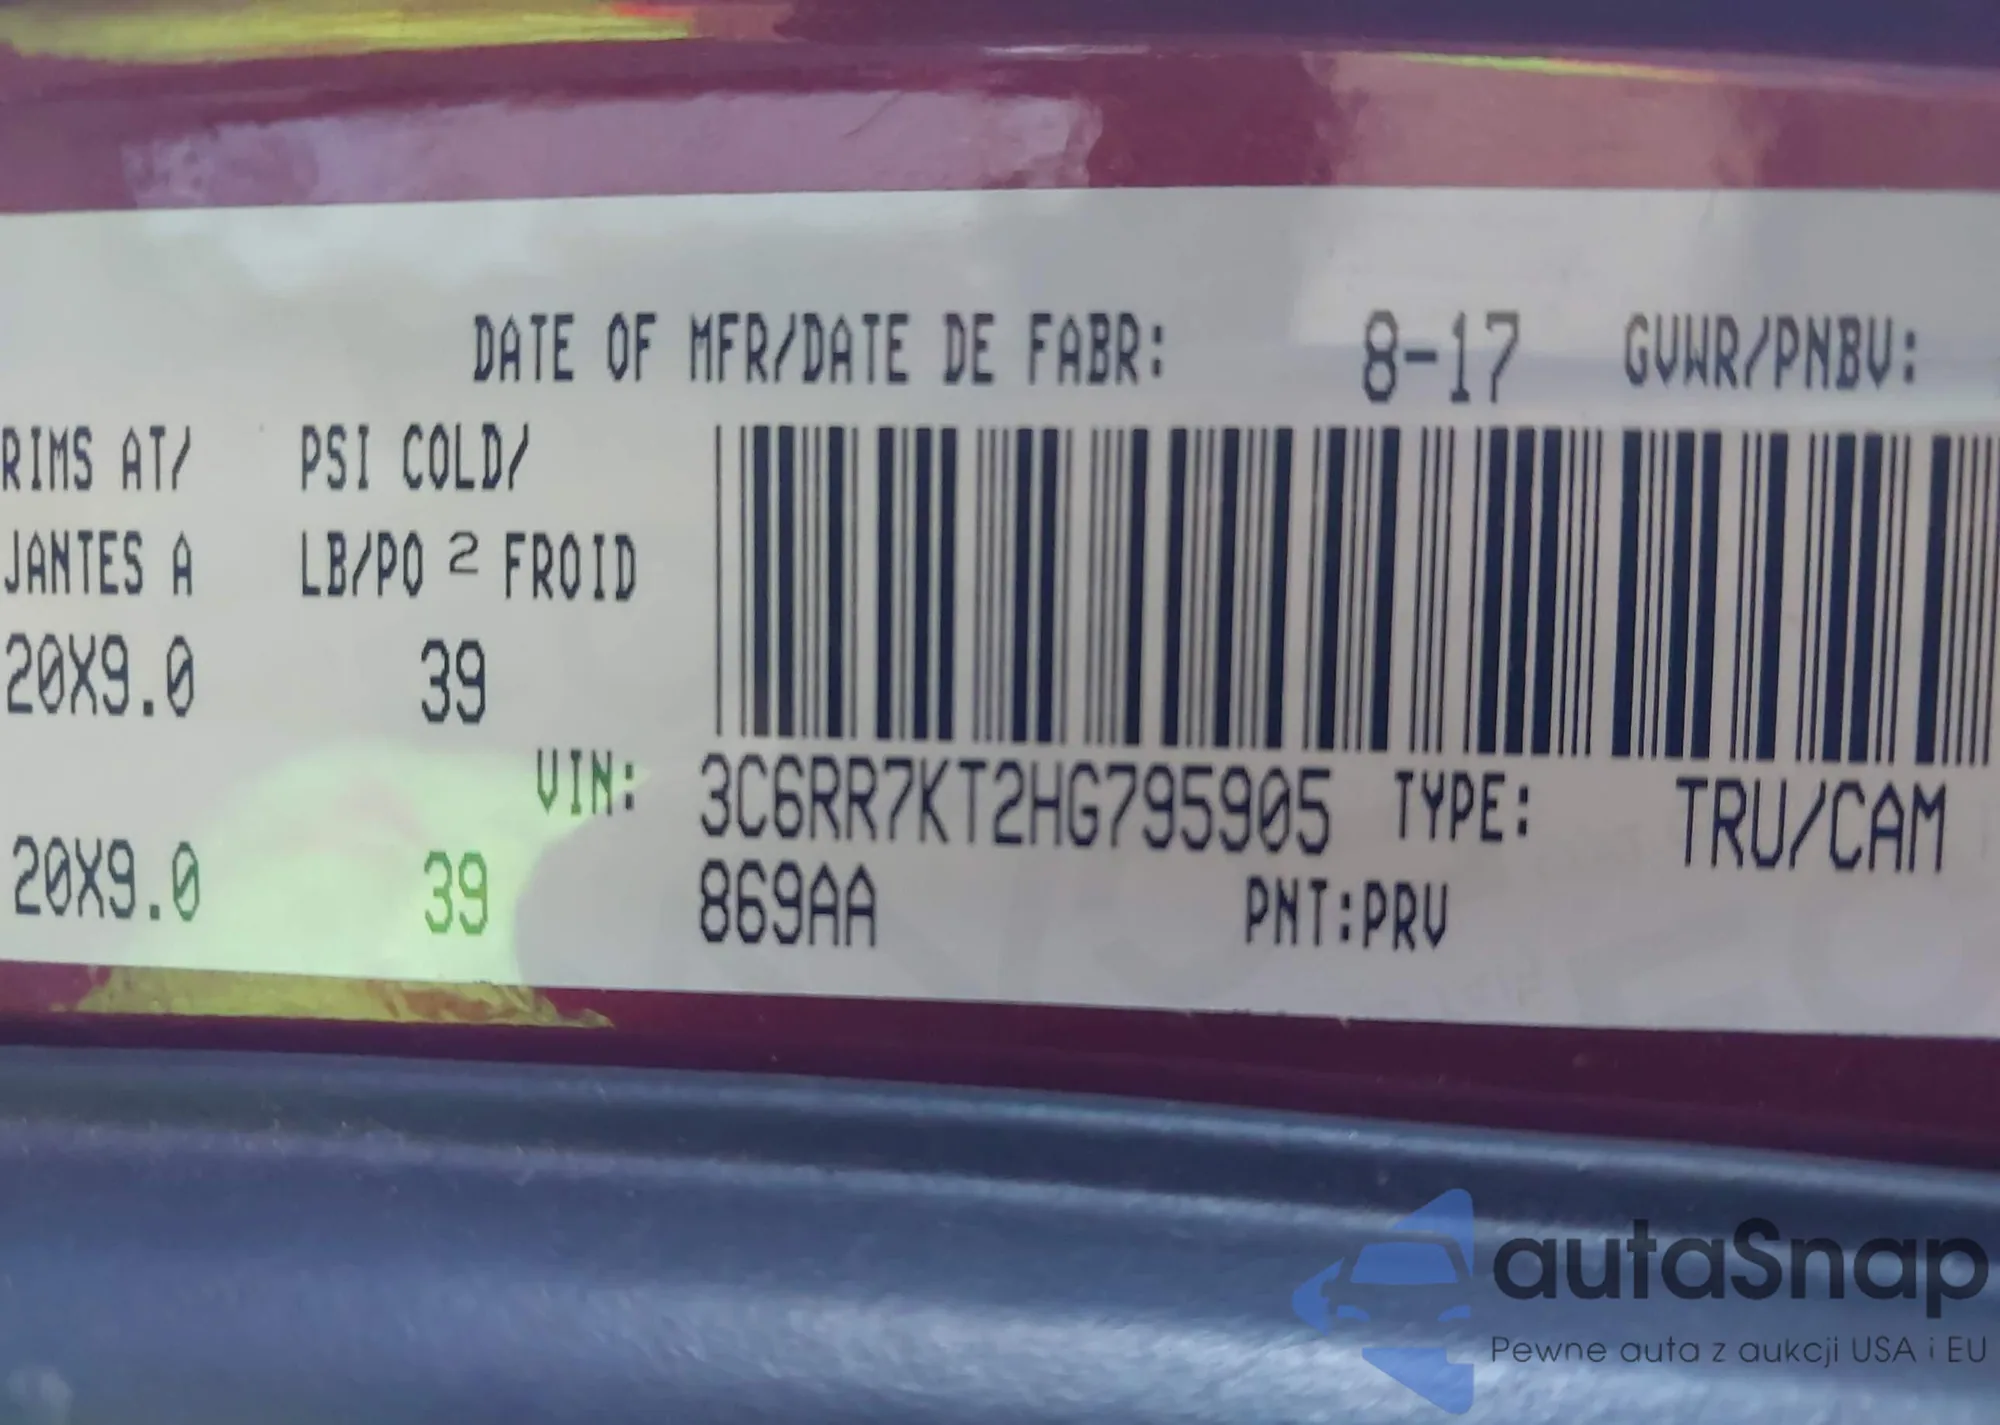 DATE OF MFR/DATE DE FABR: 8-17 GVWR/PNBV:
RIMS AT/ PSI COLD/
JANTES A LB/PO 2 FROID
20X9.0 39
VIN: 3C6RR7KT2HG795905 TYPE: TRU/CAM
20X9.0 39 869AA PNT:PRV
autaSnap
Pewne auta z aukcji USA i EU